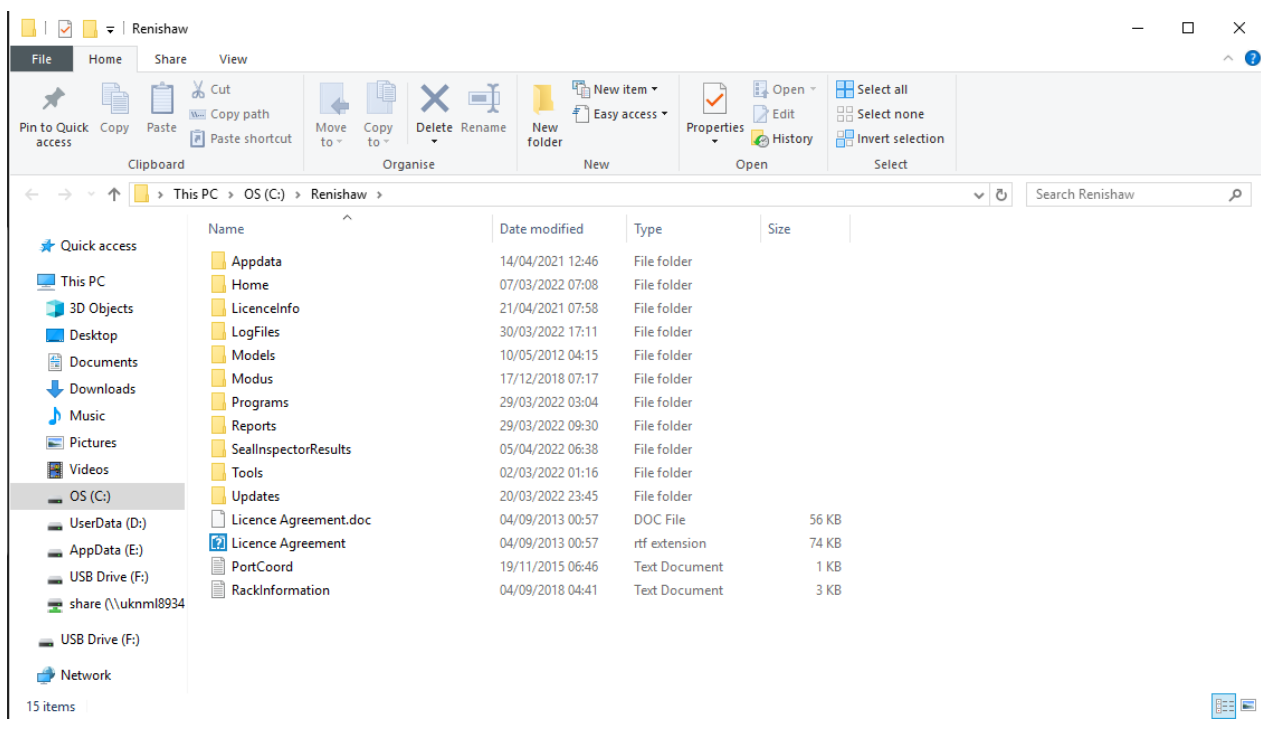 Renishaw
File Home Share View
Pin to Quick access
Copy
Paste
Cut
Copy path
Paste shortcut
Clipboard
Move to
Copy to
Delete
Rename
Organise
New folder
New item
Easy access
New
Properties
Open
Edit
History
Open
Select all
Select none
Invert selection
Select
This PC > OS (C:) > Renishaw >
Search Renishaw
Quick access
This PC
3D Objects
Desktop
Documents
Downloads
Music
Pictures
Videos
OS (C:)
UserData (D:)
AppData (E:)
USB Drive (F:)
share (\\uknml8934
USB Drive (F:)
Network
Name Date modified Type Size
Appdata 14/04/2021 12:46 File folder
Home 07/03/2022 07:08 File folder
LicenceInfo 21/04/2021 07:58 File folder
LogFiles 30/03/2022 17:11 File folder
Models 10/05/2012 04:15 File folder
Modus 17/12/2018 07:17 File folder
Programs 29/03/2022 03:04 File folder
Reports 29/03/2022 09:30 File folder
SealInspectorResults 05/04/2022 06:38 File folder
Tools 02/03/2022 01:16 File folder
Updates 20/03/2022 23:45 File folder
Licence Agreement.doc 04/09/2013 00:57 DOC File 56 KB
Licence Agreement 04/09/2013 00:57 rtf extension 74 KB
PortCoord 19/11/2015 06:46 Text Document 1 KB
RackInformation 04/09/2018 04:41 Text Document 3 KB
15 items